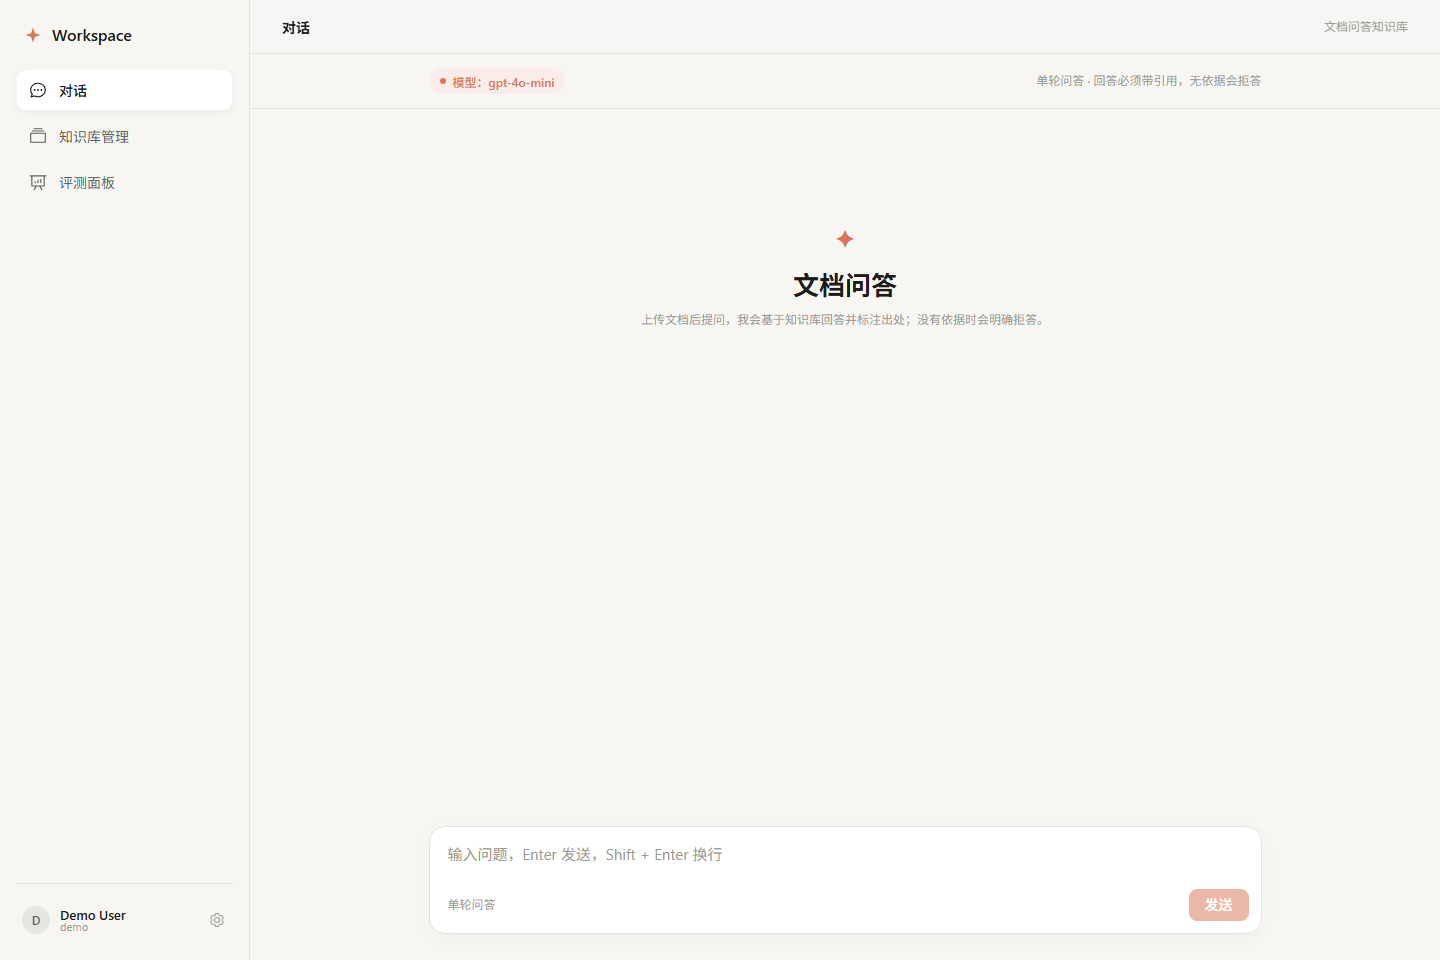 Workspace
对话
知识库管理
评测面板
Demo User
demo
D
对话
文档问答知识库
模型：gpt-4o-mini
单轮问答 · 回答必须带引用，无依据会拒答
文档问答
上传文档后提问，我会基于知识库回答并标注出处；没有依据时会明确拒答。
输入问题，Enter 发送，Shift + Enter 换行
单轮问答
发送